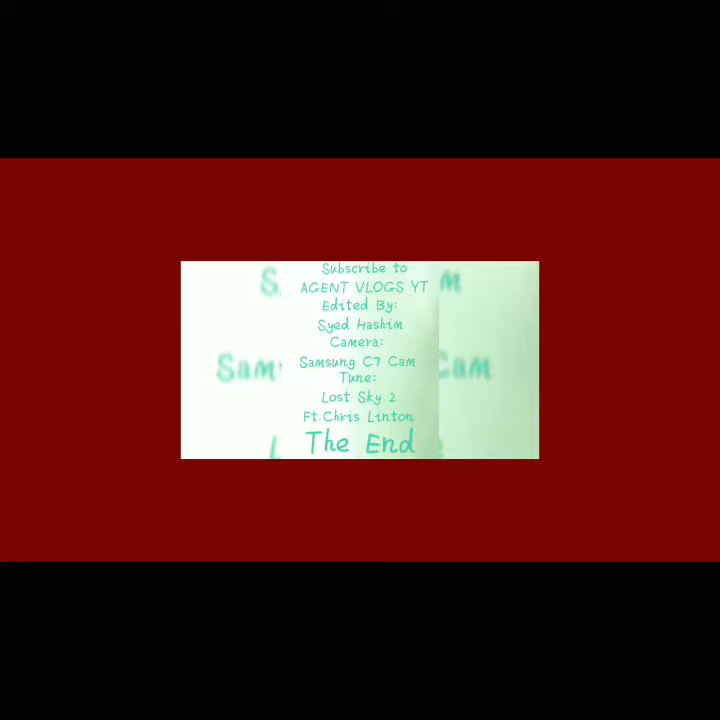 Subscribe to
AGENT VLOGS YT
Edited By:
Syed Hashim
Camera:
Samsung C7 Cam
Tune:
Lost Sky 2
Ft.Chris Linton
The End